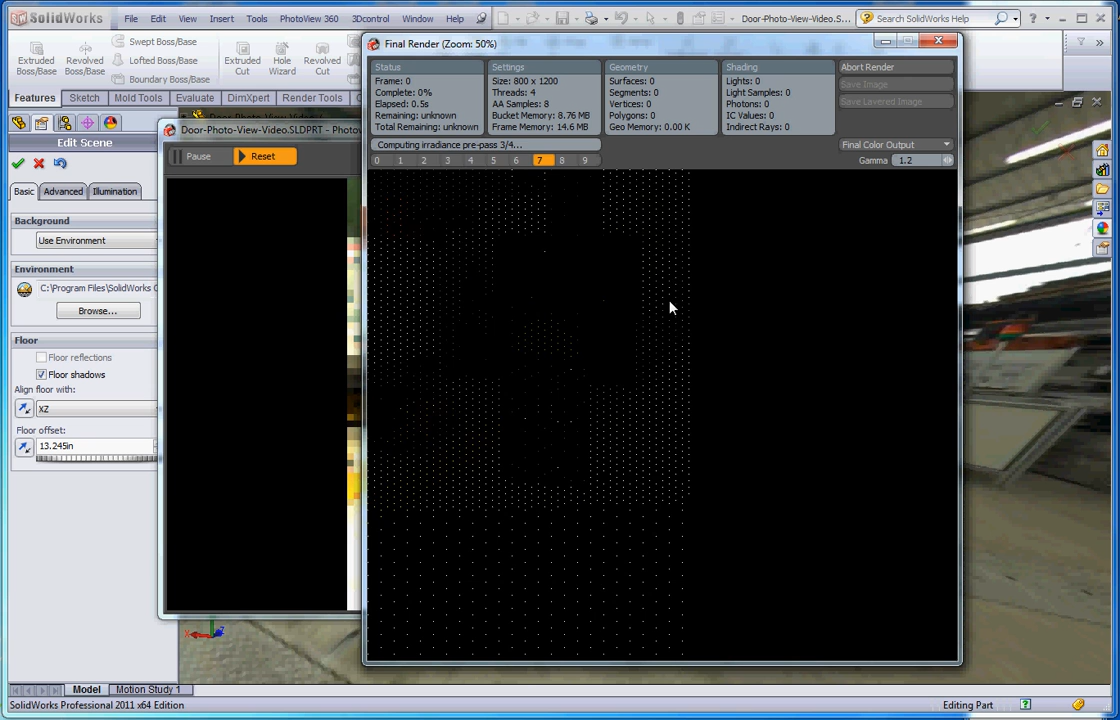 SolidWorks File Edit View Insert Tools PhotoView 360 3Dcontrol Window Help Door-Photo-View-Video.S... Search SolidWorks Help
Extruded Boss/Base
Revolved Boss/Base
Swept Boss/Base
Lofted Boss/Base
Boundary Boss/Base
Extruded Cut
Hole Wizard
Revolved Cut
Features Sketch Mold Tools Evaluate DimXpert Render Tools
Edit Scene
Basic Advanced Illumination
Background
Use Environment
Environment
C:\Program Files\SolidWorks C
Browse...
Floor
Floor reflections
Floor shadows
Align floor with:
XZ
Floor offset:
13.245in
Door-Photo-View-Video.SLDPRT - Photov
Pause Reset
Final Render (Zoom: 50%)
Status
Frame: 0
Complete: 0%
Elapsed: 0.5s
Remaining: unknown
Total Remaining: unknown
Settings
Size: 800 x 1200
Threads: 4
AA Samples: 8
Bucket Memory: 8.76 MB
Frame Memory: 14.6 MB
Geometry
Surfaces: 0
Segments: 0
Vertices: 0
Polygons: 0
Geo Memory: 0.00 K
Shading
Lights: 0
Light Samples: 0
Photons: 0
IC Values: 0
Indirect Rays: 0
Abort Render
Save Image
Save Layered Image
Computing irradiance pre-pass 3/4...
Final Color Output
0 1 2 3 4 5 6 7 8 9
Gamma 1.2
Model Motion Study 1
SolidWorks Professional 2011 x64 Edition Editing Part